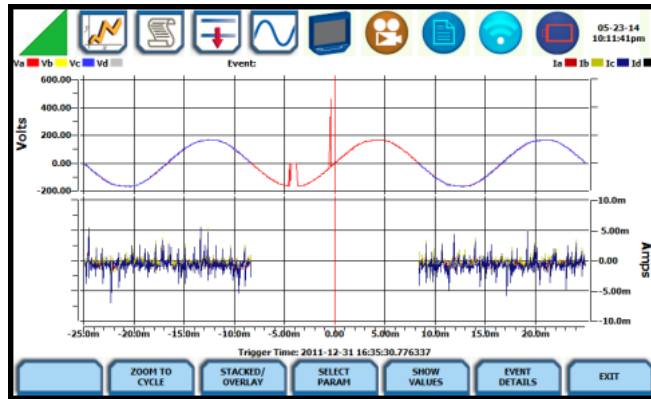 05-23-14
10:11:41pm
Va Vb Vc Vd
Event:
Ia Ib Ic Id
Volts
600.00
400.00
200.00
0.00
-200.00
10.0m
5.00m
0.00
-5.00m
-10.0m
Amps
-25.0m -20.0m -15.0m -10.0m -5.00m 0.00 5.00m 10.0m 15.0m 20.0m
Trigger Time: 2011-12-31 16:35:30.776337
ZOOM TO
CYCLE
STACKED/
OVERLAY
SELECT
PARAM
SHOW
VALUES
EVENT
DETAILS
EXIT